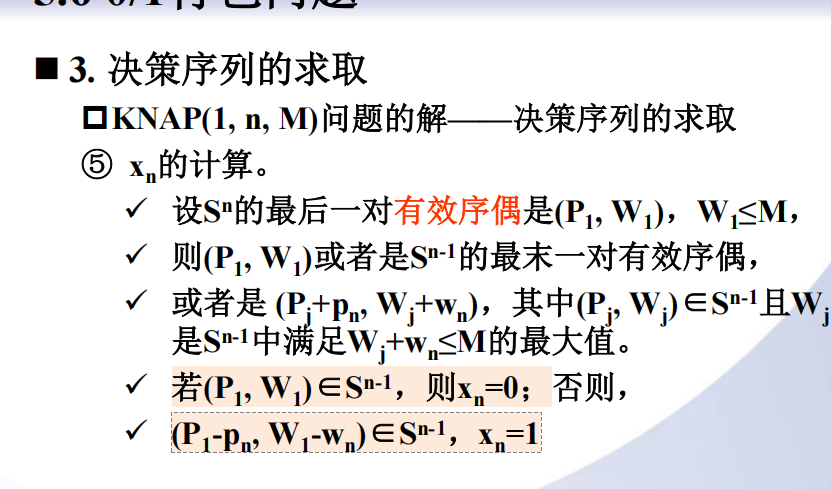 ■ 3. 决策序列的求取
KNAP(1, n, M)问题的解——决策序列的求取
⑤ xₙ的计算。
✓ 设Sⁿ的最后一对有效序偶是(P₁, W₁)，W₁≤M，
✓ 则(P₁, W₁)或者是Sⁿ⁻¹的最末一对有效序偶，
✓ 或者是 (Pⱼ+pₙ, Wⱼ+wₙ)，其中(Pⱼ, Wⱼ)∈Sⁿ⁻¹且Wⱼ
是Sⁿ⁻¹中满足Wⱼ+wₙ≤M的最大值。
✓ 若(P₁, W₁)∈Sⁿ⁻¹，则xₙ=0；否则，
✓ (P₁-pₙ, W₁-wₙ)∈Sⁿ⁻¹，xₙ=1